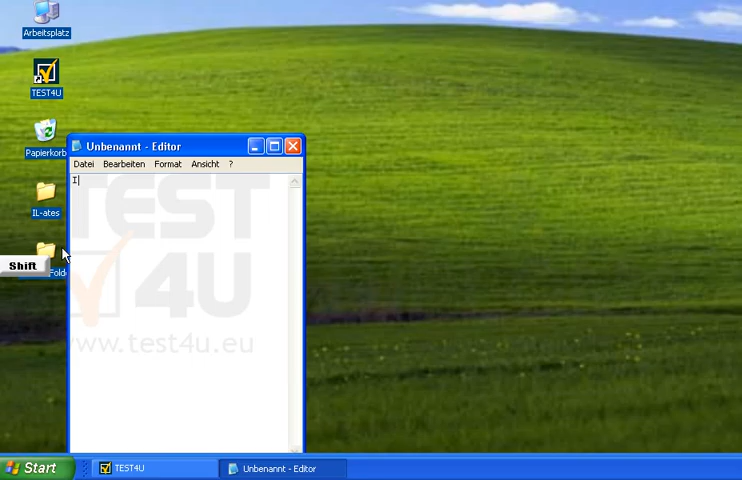 Arbeitsplatz
TEST4U
Papierkorb
Unbenannt - Editor
Datei Bearbeiten Format Ansicht ?
I
TEST
4U
www.test4u.eu
IL-ates
Shift
Start
TEST4U
Unbenannt - Editor